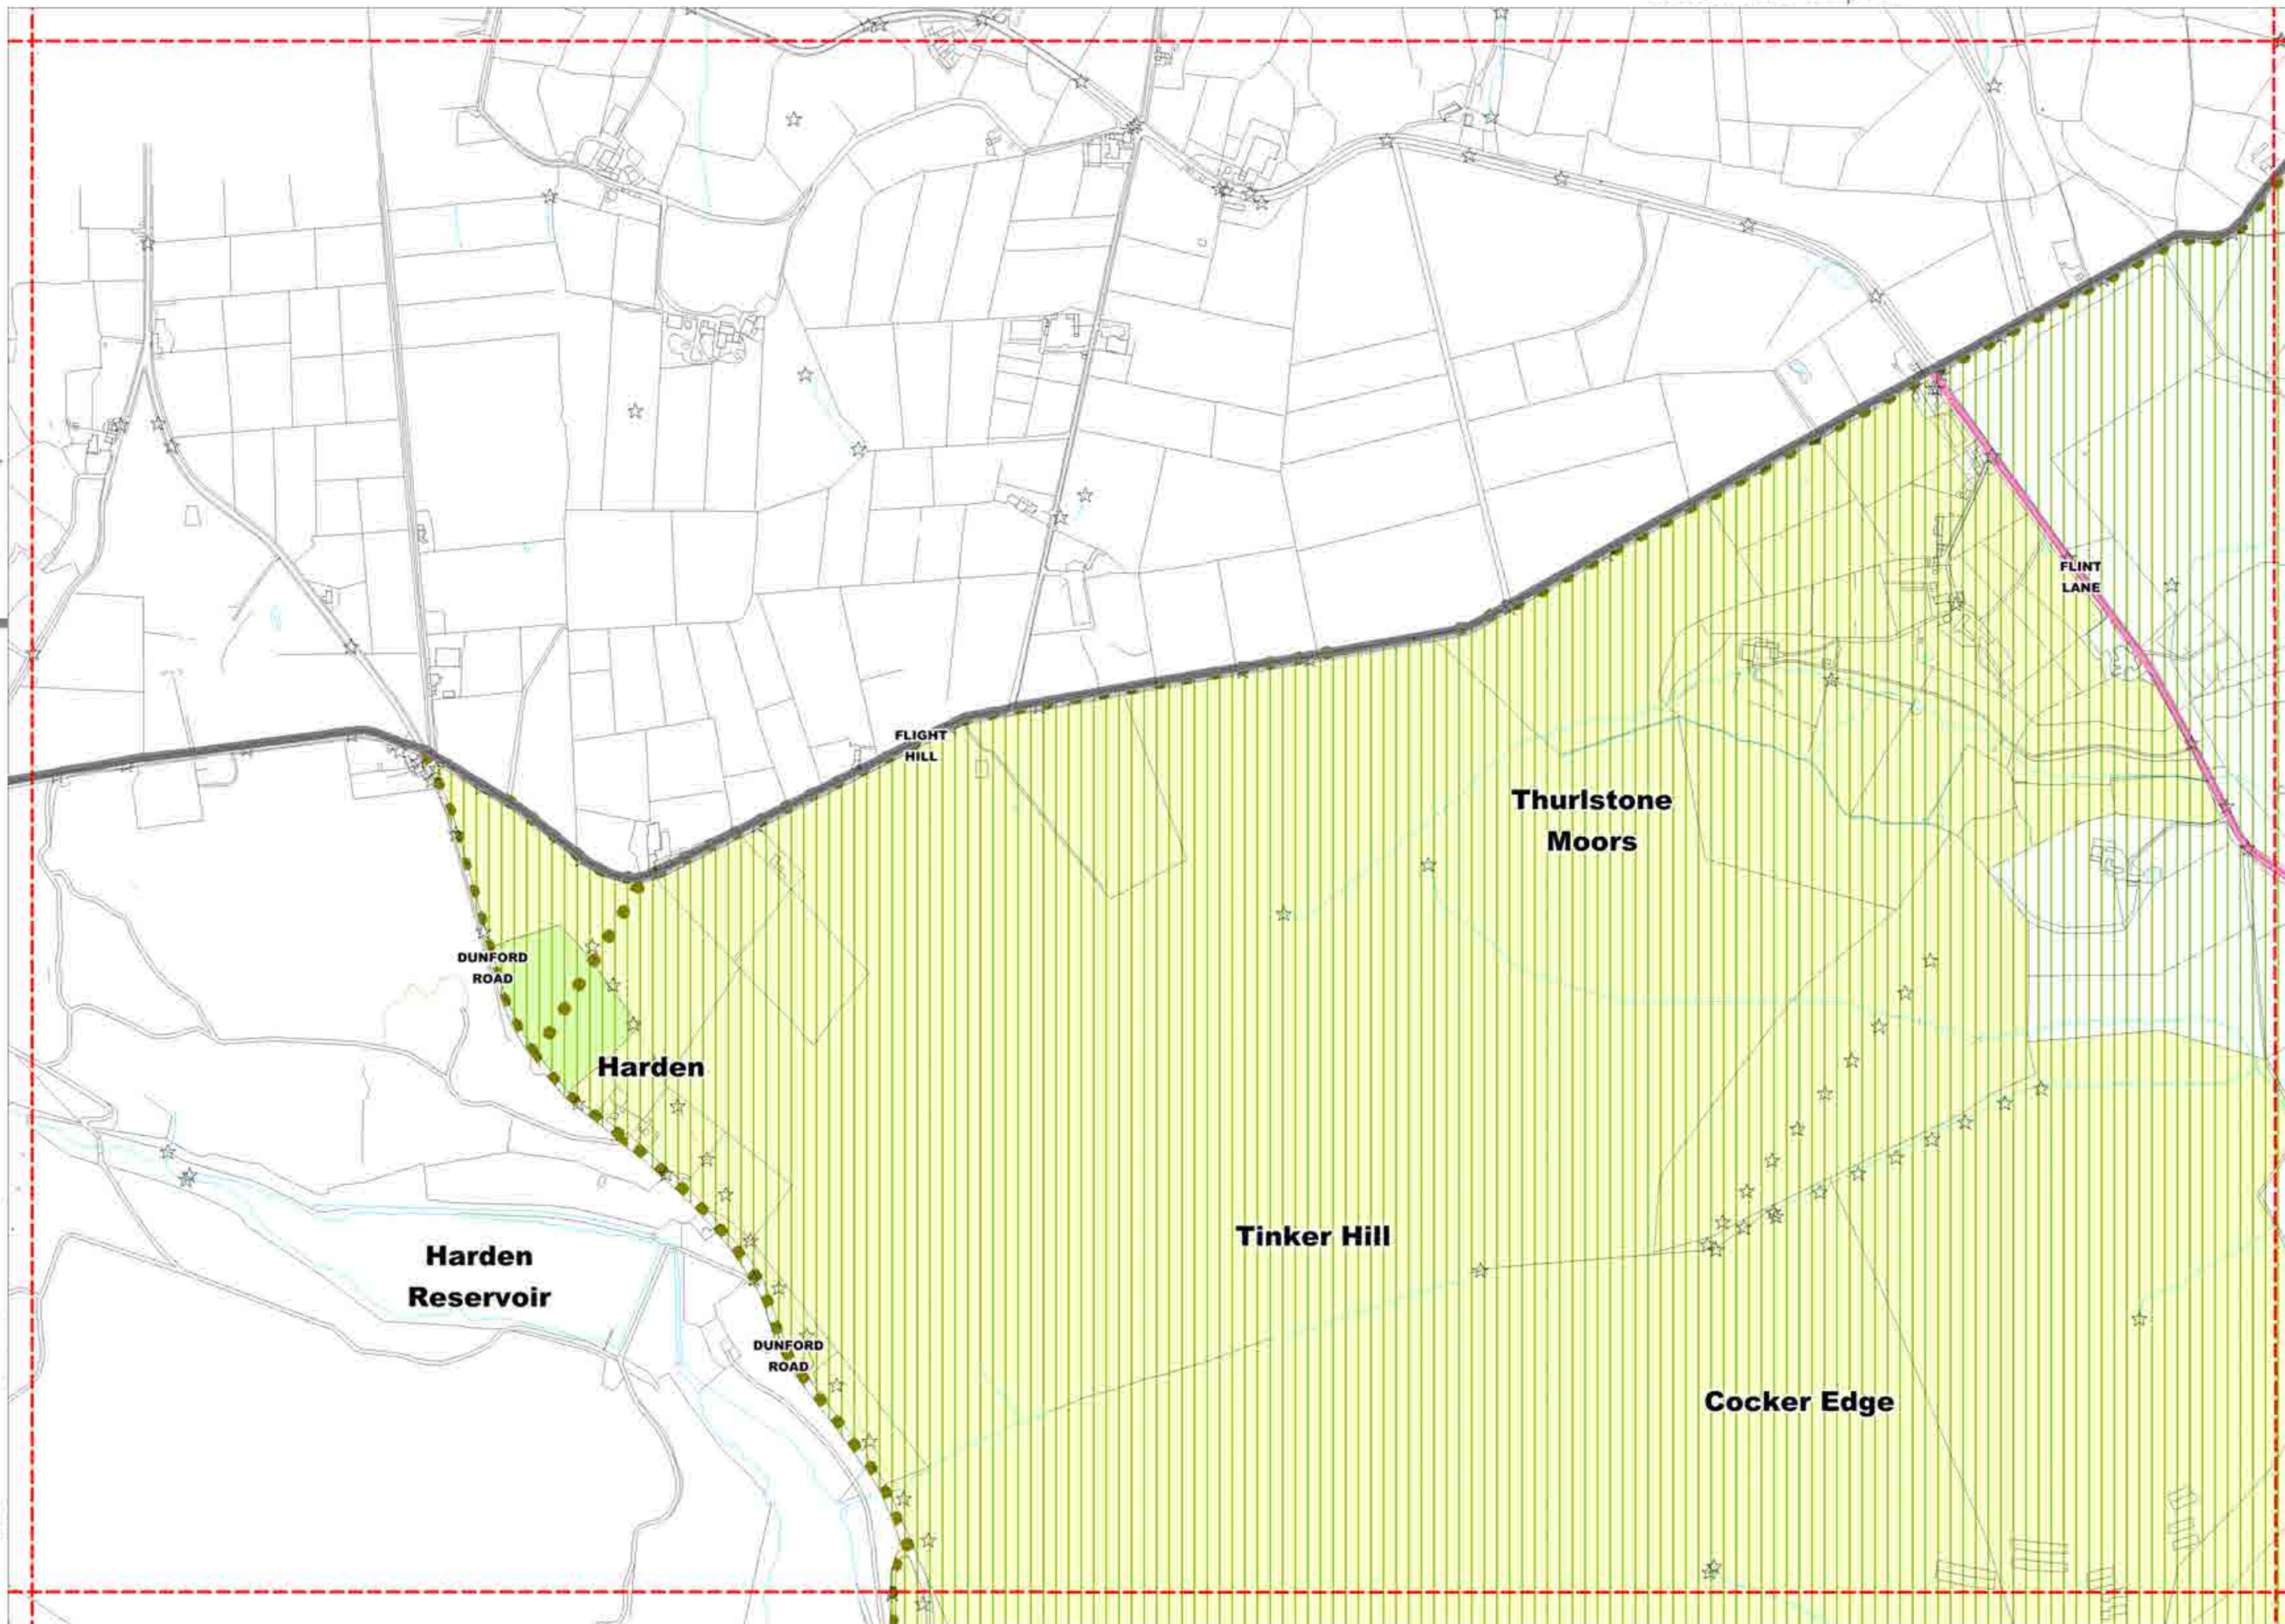 FLINT
LANE
FLIGHT
HILL
Thurlstone
Moors
DUNFORD
ROAD
Harden
Tinker Hill
Harden
Reservoir
DUNFORD
ROAD
Cocker Edge